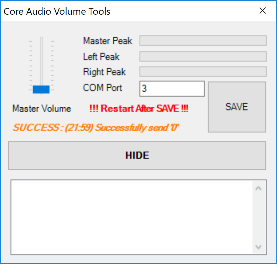 Core Audio Volume Tools
Master Peak
Left Peak
Right Peak
COM Port 3
SAVE
Master Volume !!! Restart After SAVE !!!
SUCCESS : (21:59) Successfully send '0'
HIDE